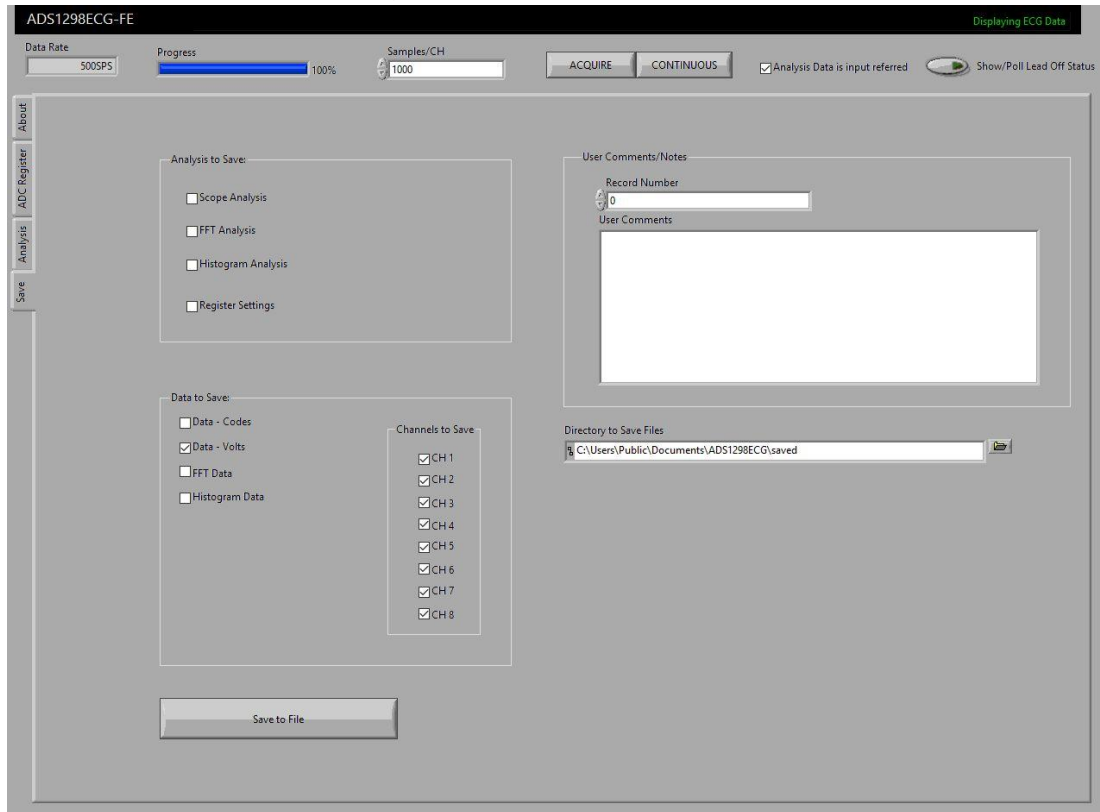 ADS1298ECG-FE
Displaying ECG Data
Data Rate
500SPS
Progress
100%
Samples/CH
1000
ACQUIRE
CONTINUOUS
Analysis Data is input referred
Show/Poll Lead Off Status
About
ADC Register
Analysis
Save
Analysis to Save:
Scope Analysis
FFT Analysis
Histogram Analysis
Register Settings
User Comments/Notes
Record Number
0
User Comments
Data to Save:
Data - Codes
Data - Volts
FFT Data
Histogram Data
Channels to Save
CH 1
CH 2
CH 3
CH 4
CH 5
CH 6
CH 7
CH 8
Directory to Save Files
C:\Users\Public\Documents\ADS1298ECG\saved
Save to File